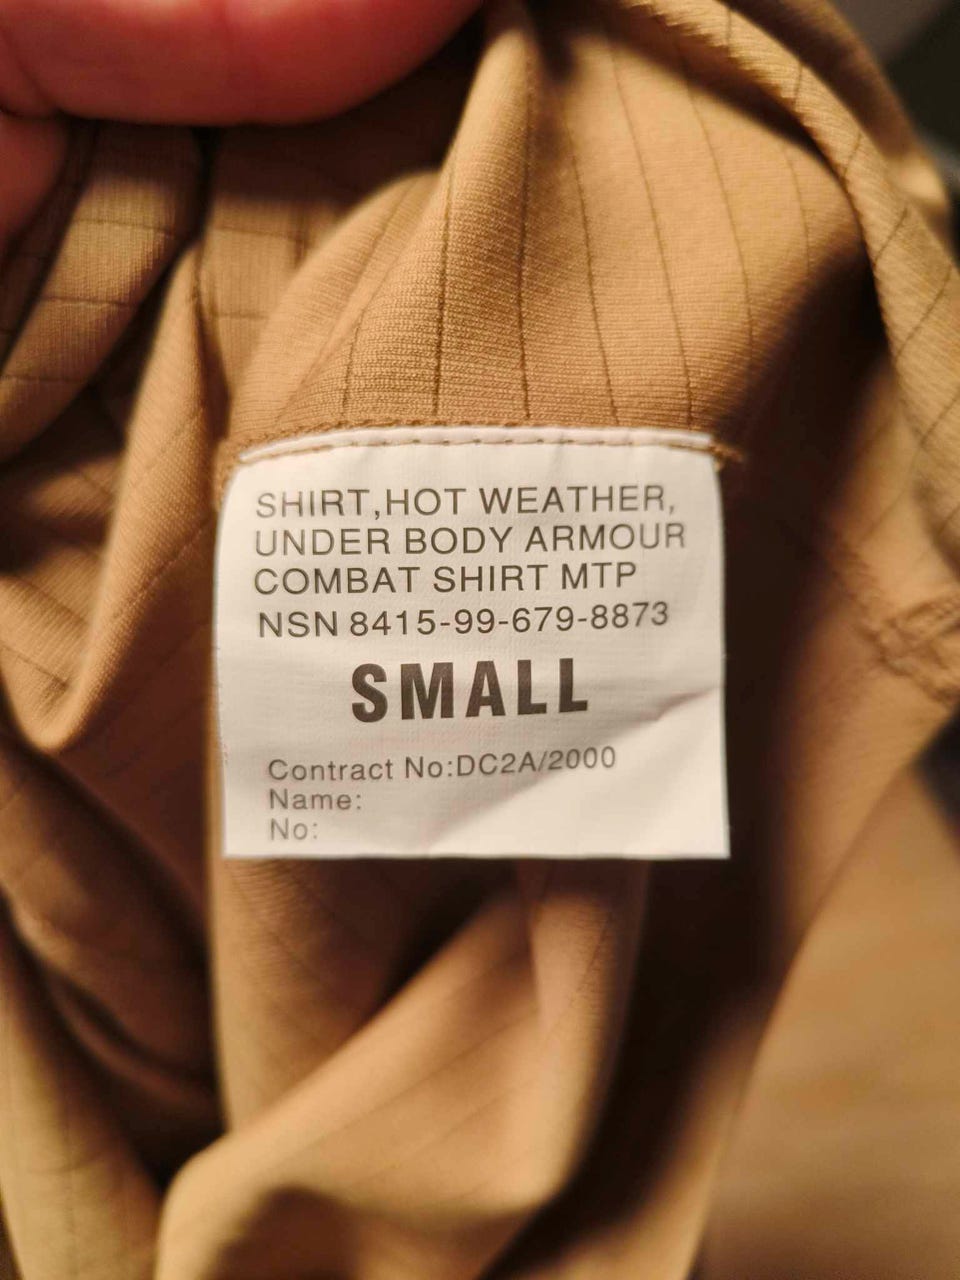 SHIRT,HOT WEATHER,
UNDER BODY ARMOUR
COMBAT SHIRT MTP
NSN 8415-99-679-8873
SMALL
Contract No:DC2A/2000
Name:
No: